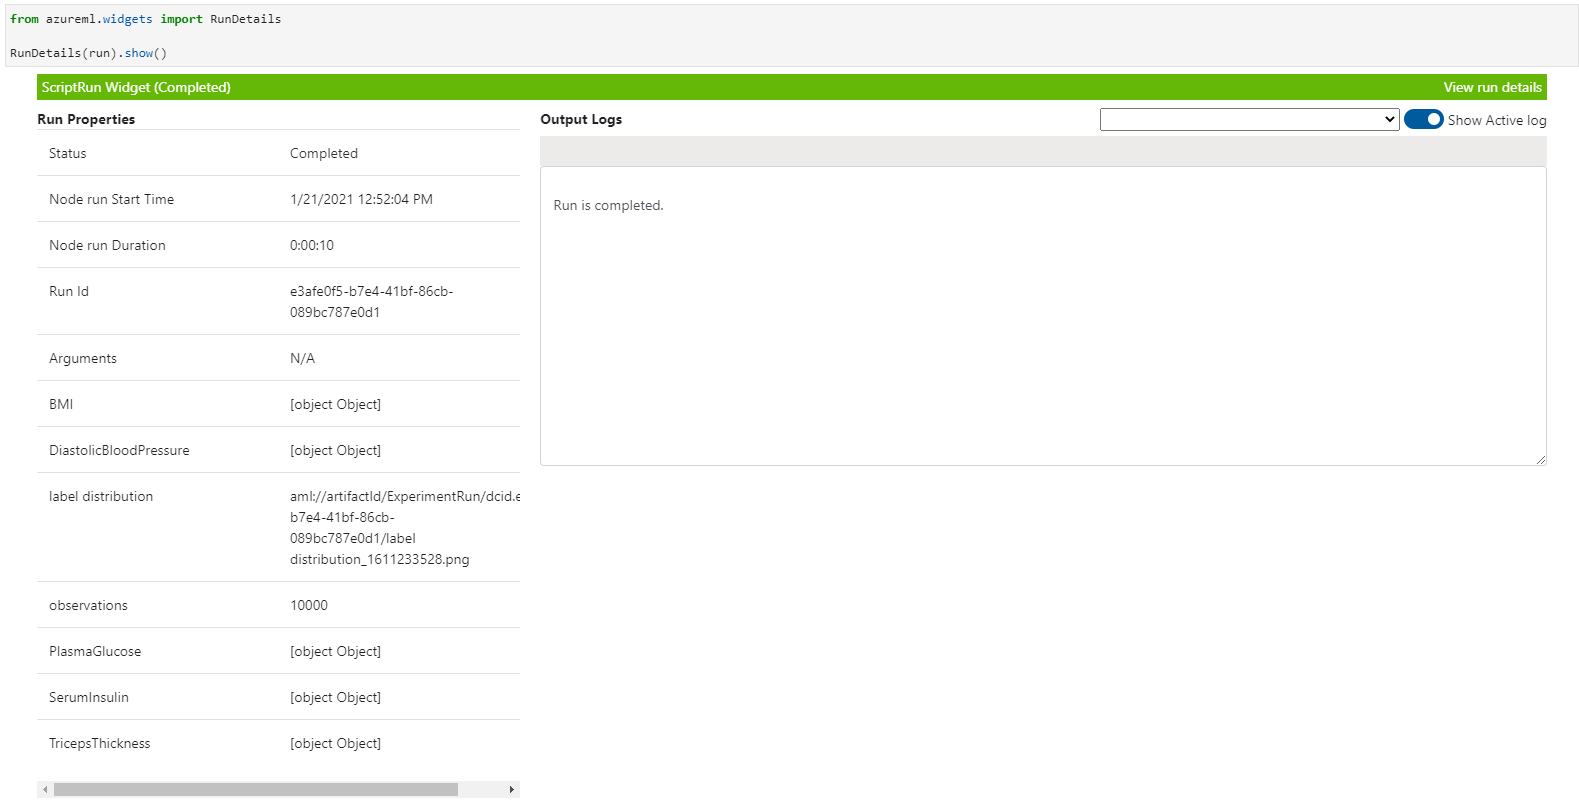 from azureml.widgets import RunDetails
RunDetails(run).show()
ScriptRun Widget (Completed)
View run details
Run Properties
Status Completed
Node run Start Time 1/21/2021 12:52:04 PM
Node run Duration 0:00:10
Run Id e3afe0f5-b7e4-41bf-86cb-
089bc787e0d1
Arguments N/A
BMI [object Object]
DiastolicBloodPressure [object Object]
label distribution aml://artifactId/ExperimentRun/dcid.e
b7e4-41bf-86cb-
089bc787e0d1/label
distribution_1611233528.png
observations 10000
PlasmaGlucose [object Object]
SerumInsulin [object Object]
TricepsThickness [object Object]
Output Logs
Show Active log
Run is completed.